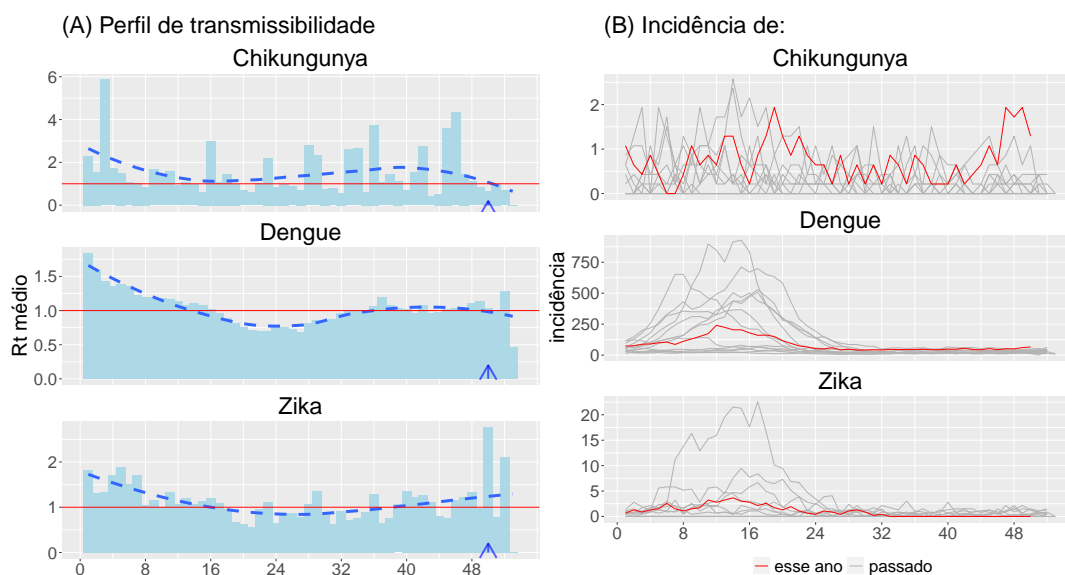 (A) Perfil de transmissibilidade
Chikungunya
6
4
2
0
Dengue
Rt médio
1.5
1.0
0.5
0.0
Zika
2
1
0
0 8 16 24 32 40 48
(B) Incidência de:
Chikungunya
2
1
0
Dengue
incidência
750
500
250
0
Zika
20
15
10
5
0
0 8 16 24 32 40 48
esse ano passado